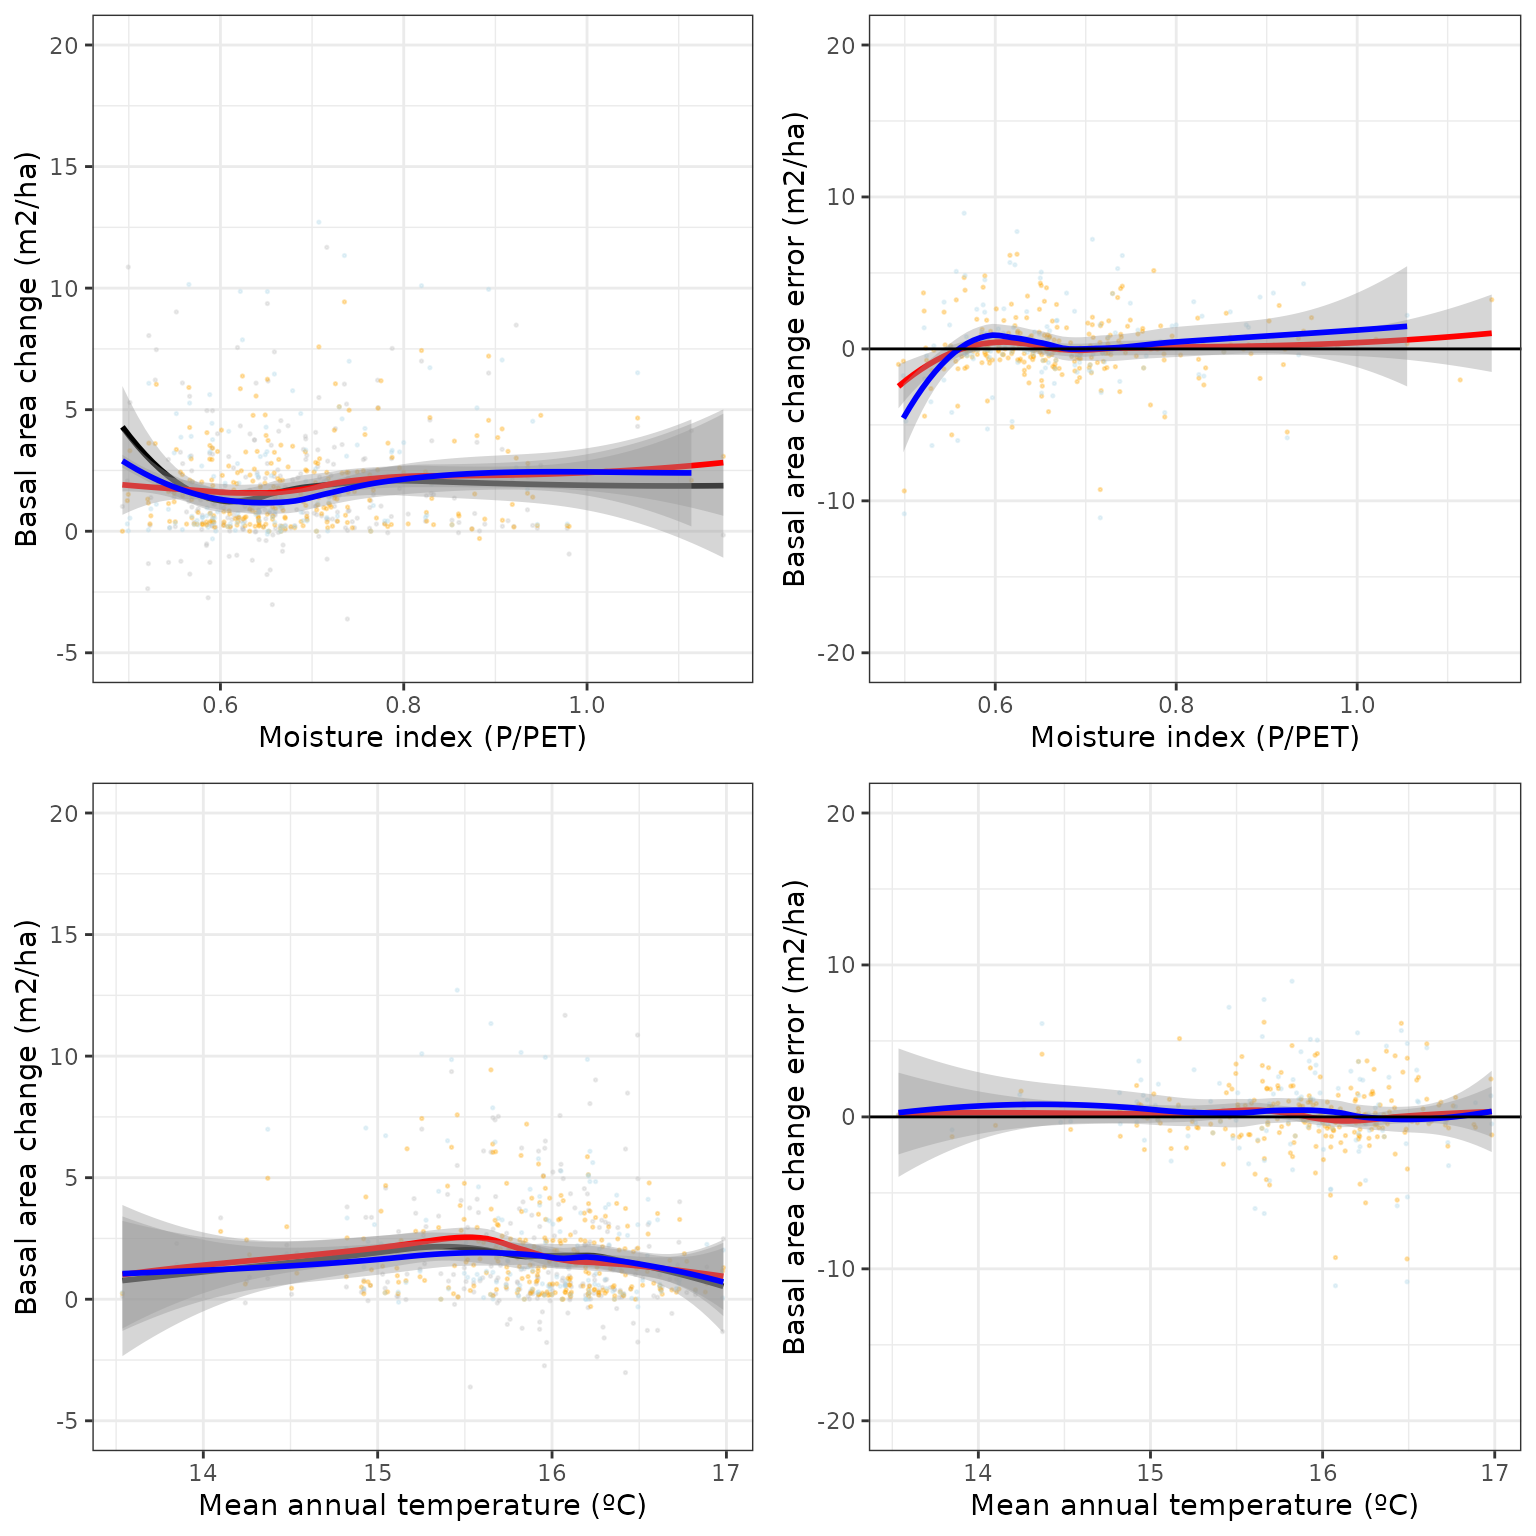 20
15
10
5
0
-5
Basal area change (m2/ha)
0.6 0.8 1.0
Moisture index (P/PET)
20
10
0
-10
-20
Basal area change error (m2/ha)
0.6 0.8 1.0
Moisture index (P/PET)
20
15
10
5
0
-5
Basal area change (m2/ha)
14 15 16 17
Mean annual temperature (ºC)
20
10
0
-10
-20
Basal area change error (m2/ha)
14 15 16 17
Mean annual temperature (ºC)